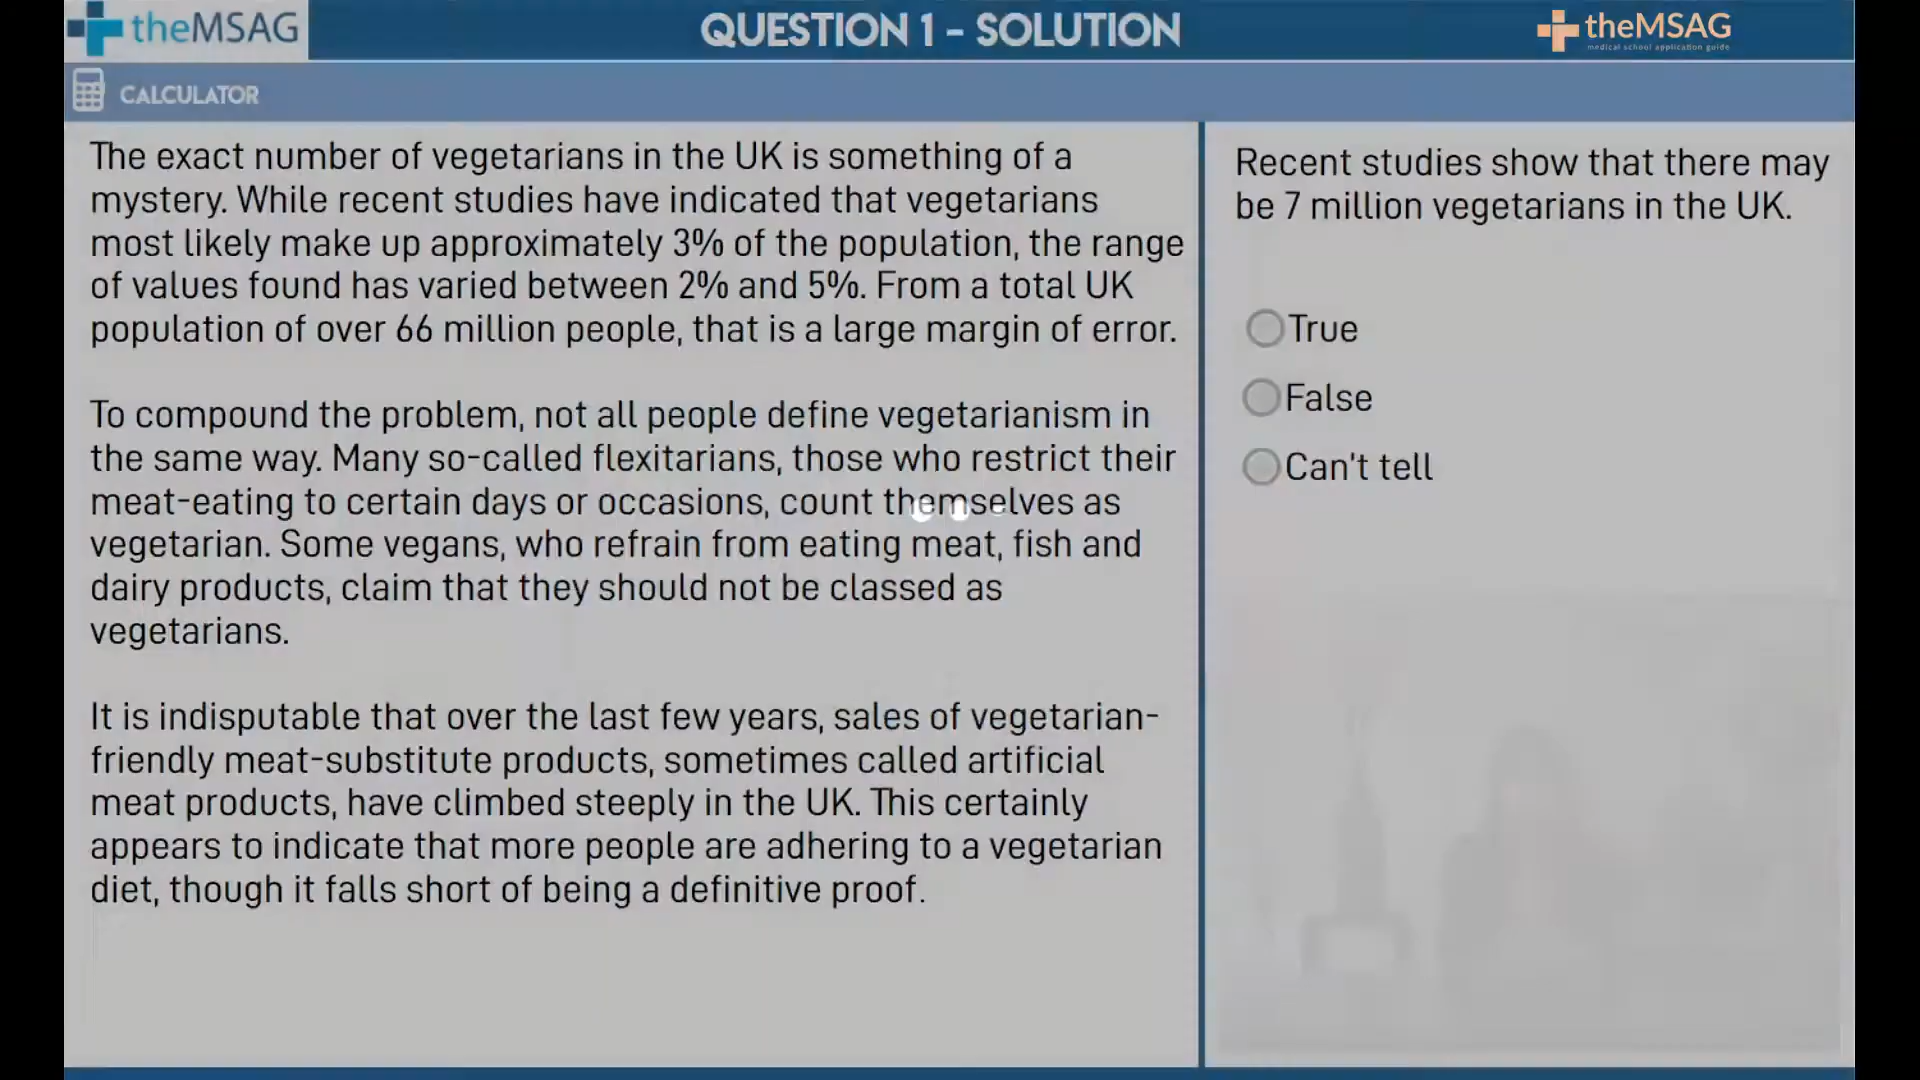 theMSAG
QUESTION 1 - SOLUTION
theMSAG
medical school application guide
CALCULATOR
The exact number of vegetarians in the UK is something of a
mystery. While recent studies have indicated that vegetarians
most likely make up approximately 3% of the population, the range
of values found has varied between 2% and 5%. From a total UK
population of over 66 million people, that is a large margin of error.
To compound the problem, not all people define vegetarianism in
the same way. Many so-called flexitarians, those who restrict their
meat-eating to certain days or occasions, count themselves as
vegetarian. Some vegans, who refrain from eating meat, fish and
dairy products, claim that they should not be classed as
vegetarians.
It is indisputable that over the last few years, sales of vegetarian-
friendly meat-substitute products, sometimes called artificial
meat products, have climbed steeply in the UK. This certainly
appears to indicate that more people are adhering to a vegetarian
diet, though it falls short of being a definitive proof.
Recent studies show that there may
be 7 million vegetarians in the UK.
True
False
Can't tell